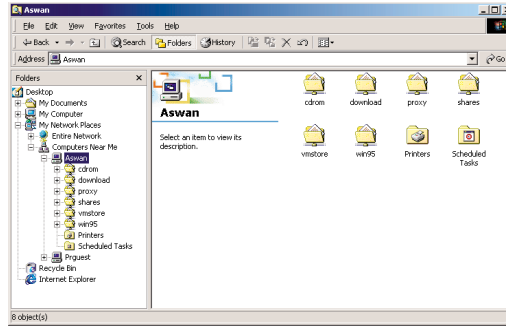 Aswan
File Edit View Favorites Tools Help
Back Search Folders History
Address Aswan Go
Folders
Desktop
My Documents
My Computer
My Network Places
Entire Network
Computers Near Me
Aswan
cdrom
download
proxy
shares
vmstore
win95
Printers
Scheduled Tasks
Prguest
Recycle Bin
Internet Explorer
Aswan
Select an item to view its
description.
cdrom download proxy shares
vmstore win95 Printers Scheduled
Tasks
8 object(s)